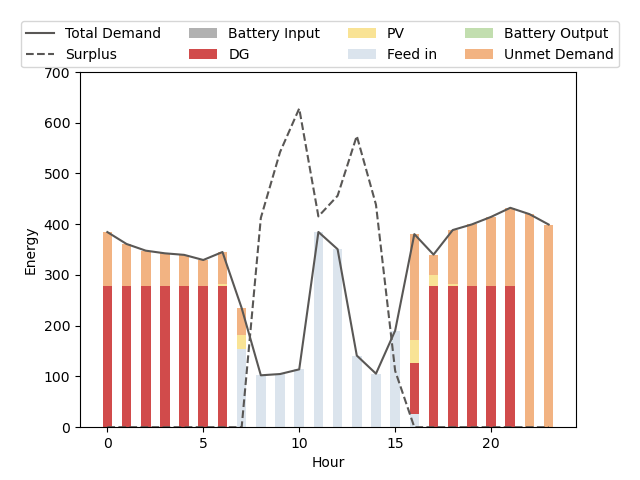 Total Demand Battery Input PV Battery Output
Surplus DG Feed in Unmet Demand
700
600
500
400
300
200
100
0
Energy
0 5 10 15 20
Hour